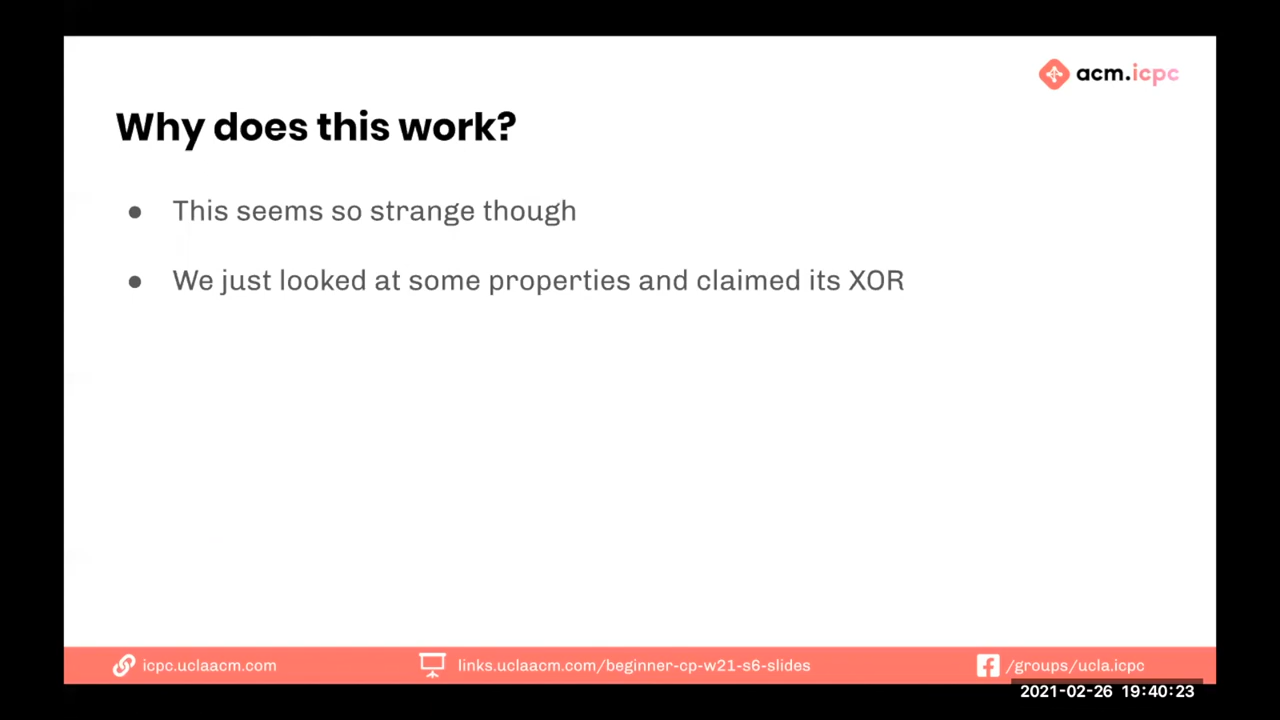 acm.icpc
Why does this work?
● This seems so strange though
● We just looked at some properties and claimed its XOR
icpc.uclaacm.com
links.uclaacm.com/beginner-cp-w21-s6-slides
/groups/ucla.icpc
2021-02-26 19:40:23